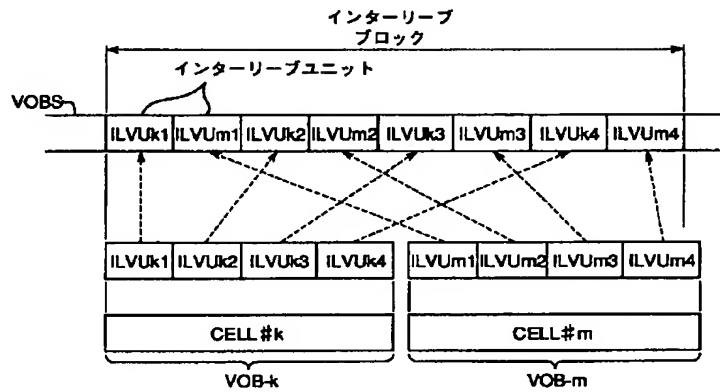 インターリーブ
ブロック
インターリーブユニット
VOBS
ILVUk1 ILVUm1 ILVUk2 ILVUm2 ILVUk3 ILVUm3 ILVUk4 ILVUm4
ILVUk1 ILVUk2 ILVUk3 ILVUk4 ILVUm1 ILVUm2 ILVUm3 ILVUm4
CELL#k CELL#m
VOB-k VOB-m